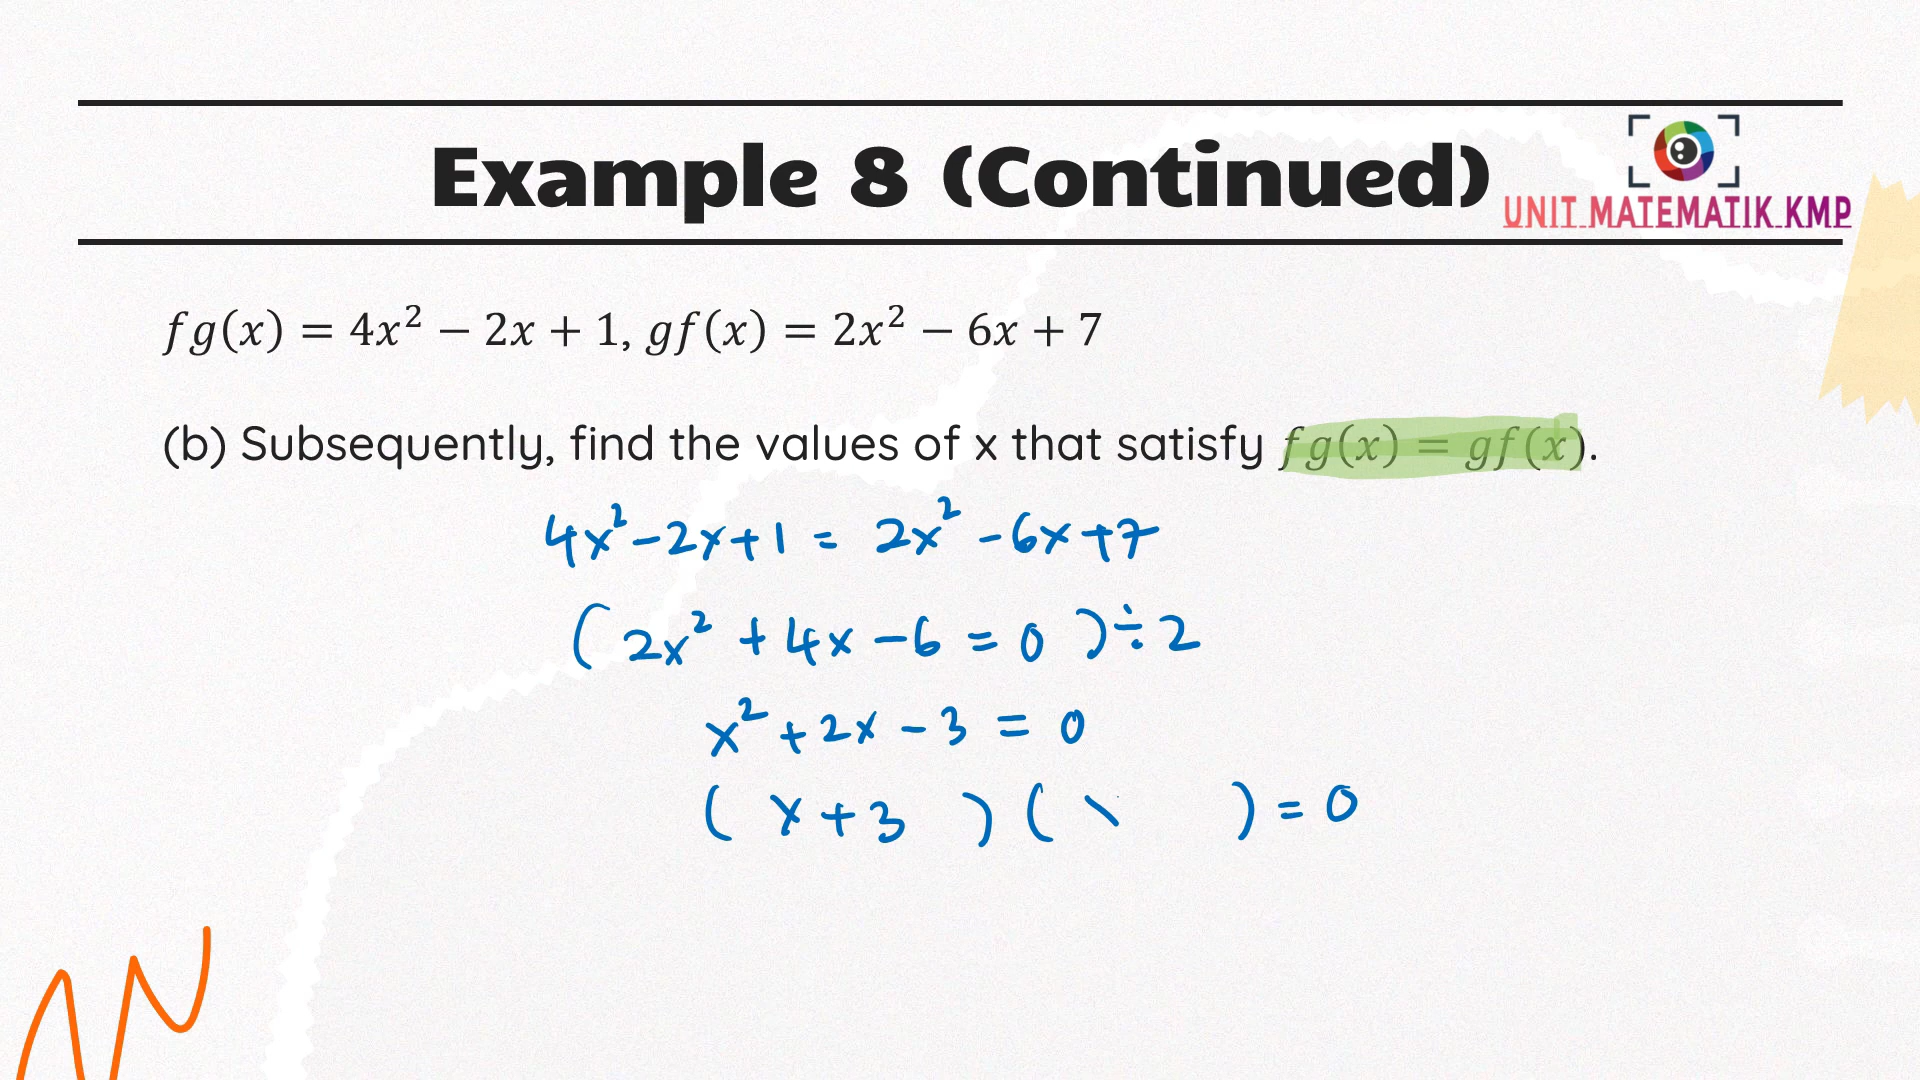 Example 8 (Continued)
UNIT.MATEMATIK.KMP
fg(x) = 4x² − 2x + 1, gf(x) = 2x² − 6x + 7
(b) Subsequently, find the values of x that satisfy fg(x) = gf(x).
4x² - 2x + 1 = 2x² - 6x + 7
( 2x² + 4x - 6 = 0 ) ÷ 2
x² + 2x - 3 = 0
( x + 3 ) ( \ ) = 0